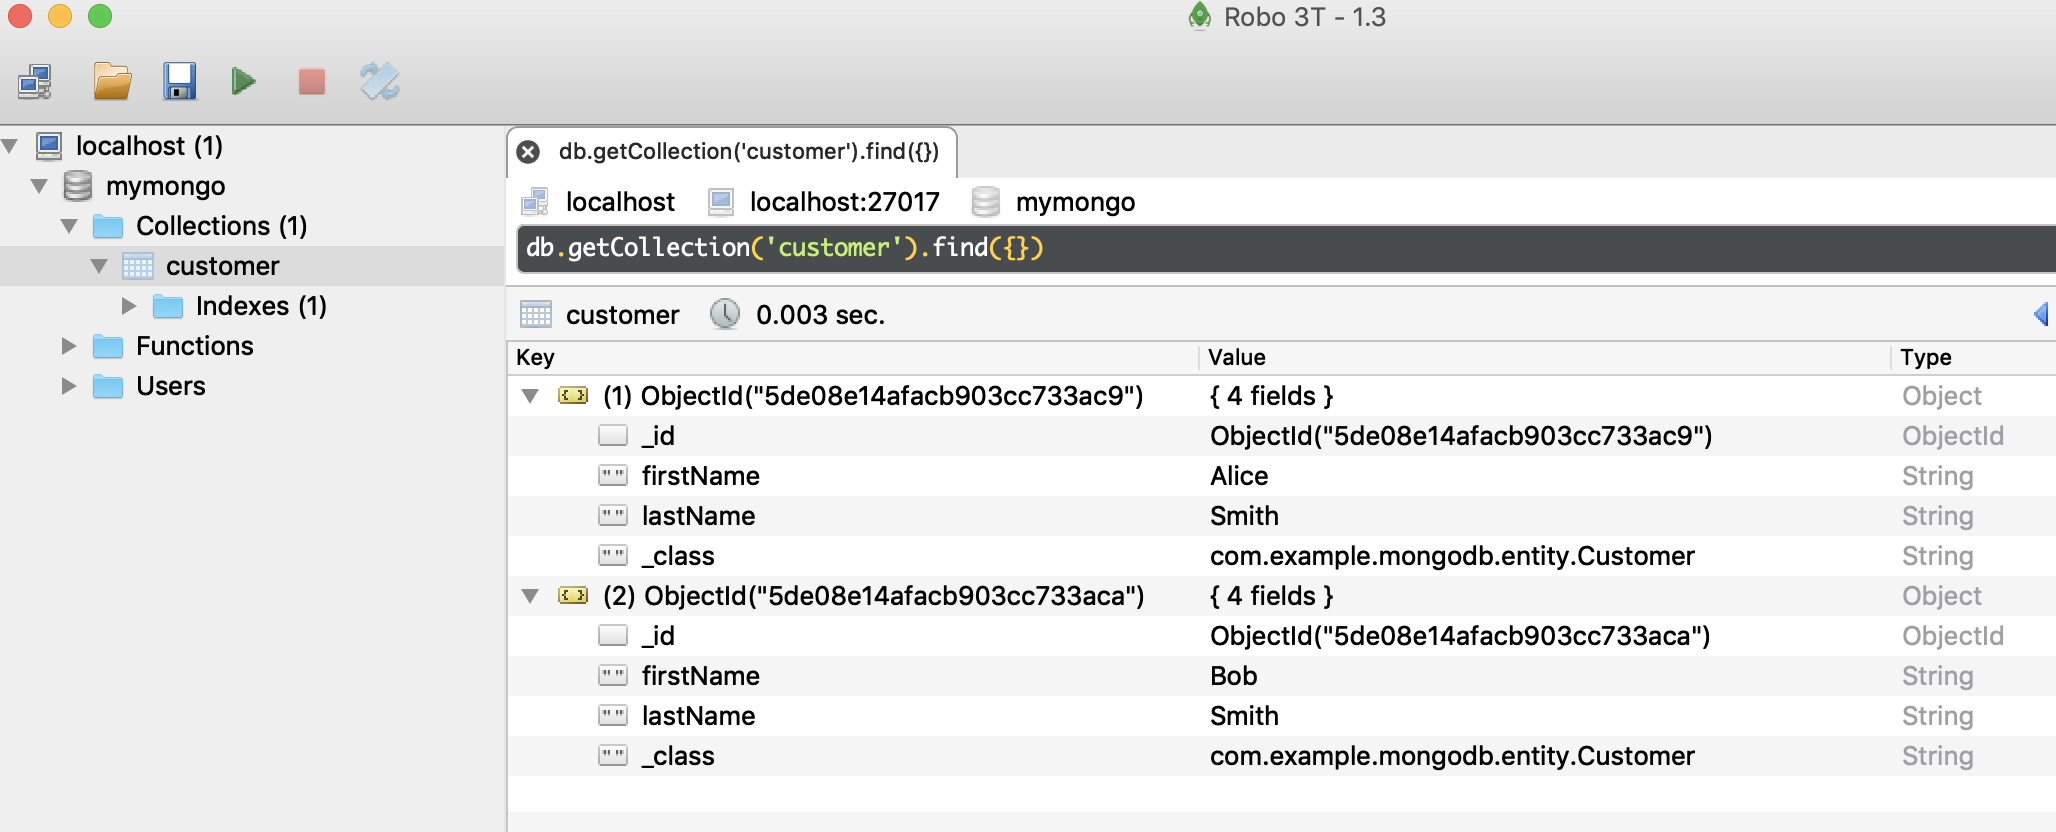 Robo 3T - 1.3
localhost (1)
mymongo
Collections (1)
customer
Indexes (1)
Functions
Users
db.getCollection('customer').find({})
localhost localhost:27017 mymongo
db.getCollection('customer').find({})
customer 0.003 sec.
Key Value Type
(1) ObjectId("5de08e14afacb903cc733ac9") { 4 fields } Object
_id ObjectId("5de08e14afacb903cc733ac9") ObjectId
firstName Alice String
lastName Smith String
_class com.example.mongodb.entity.Customer String
(2) ObjectId("5de08e14afacb903cc733aca") { 4 fields } Object
_id ObjectId("5de08e14afacb903cc733aca") ObjectId
firstName Bob String
lastName Smith String
_class com.example.mongodb.entity.Customer String